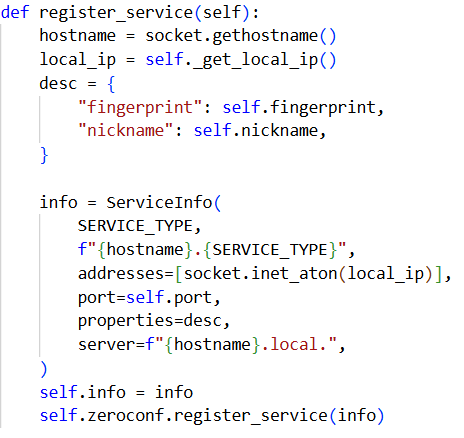 def register_service(self):
    hostname = socket.gethostname()
    local_ip = self._get_local_ip()
    desc = {
        "fingerprint": self.fingerprint,
        "nickname": self.nickname,
    }

    info = ServiceInfo(
        SERVICE_TYPE,
        f"{hostname}.{SERVICE_TYPE}",
        addresses=[socket.inet_aton(local_ip)],
        port=self.port,
        properties=desc,
        server=f"{hostname}.local.",
    )
    self.info = info
    self.zeroconf.register_service(info)